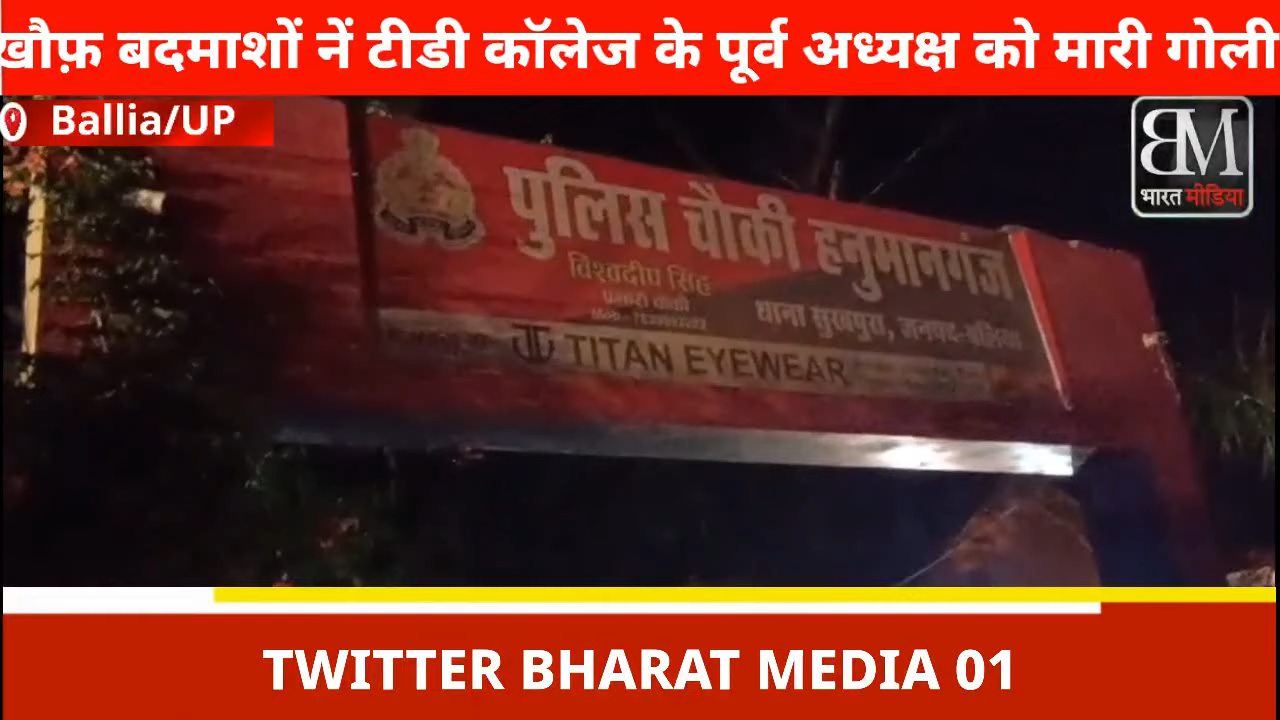 खौफ़ बदमाशों नें टीडी कॉलेज के पूर्व अध्यक्ष को मारी गोली
Ballia/UP
BM
भारत मीडिया
पुलिस चौकी हनुमानगंज
विश्वदीप सिंह
प्रभारी चौकी
थाना सुखपुरा, जनपद-बलिया
TITAN EYEWEAR
TWITTER BHARAT MEDIA 01